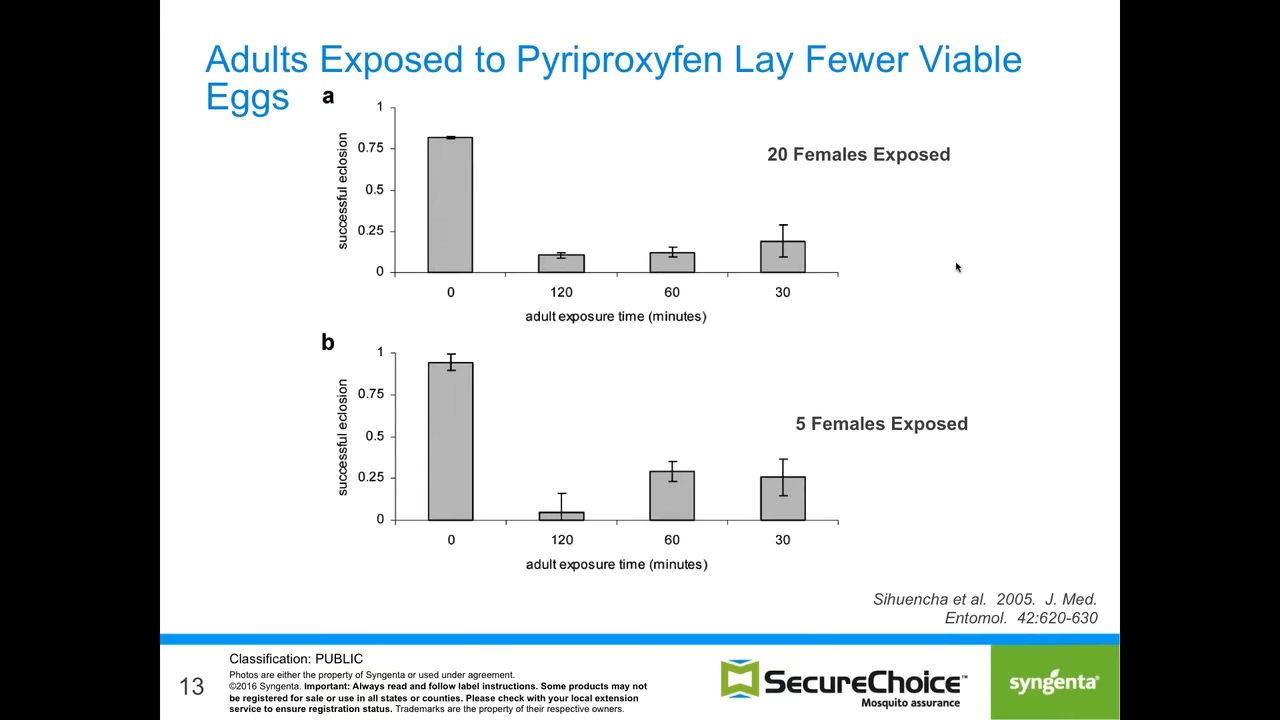 Adults Exposed to Pyriproxyfen Lay Fewer Viable
Eggs
a
1
0.75
0.5
0.25
0
successful eclosion
20 Females Exposed
0 120 60 30
adult exposure time (minutes)
b
1
0.75
0.5
0.25
0
successful eclosion
5 Females Exposed
0 120 60 30
adult exposure time (minutes)
Sihuencha et al. 2005. J. Med.
Entomol. 42:620-630
13
Classification: PUBLIC
Photos are either the property of Syngenta or used under agreement.
©2016 Syngenta. Important: Always read and follow label instructions. Some products may not
be registered for sale or use in all states or counties. Please check with your local extension
service to ensure registration status. Trademarks are the property of their respective owners.
SecureChoice™
Mosquito assurance
syngenta